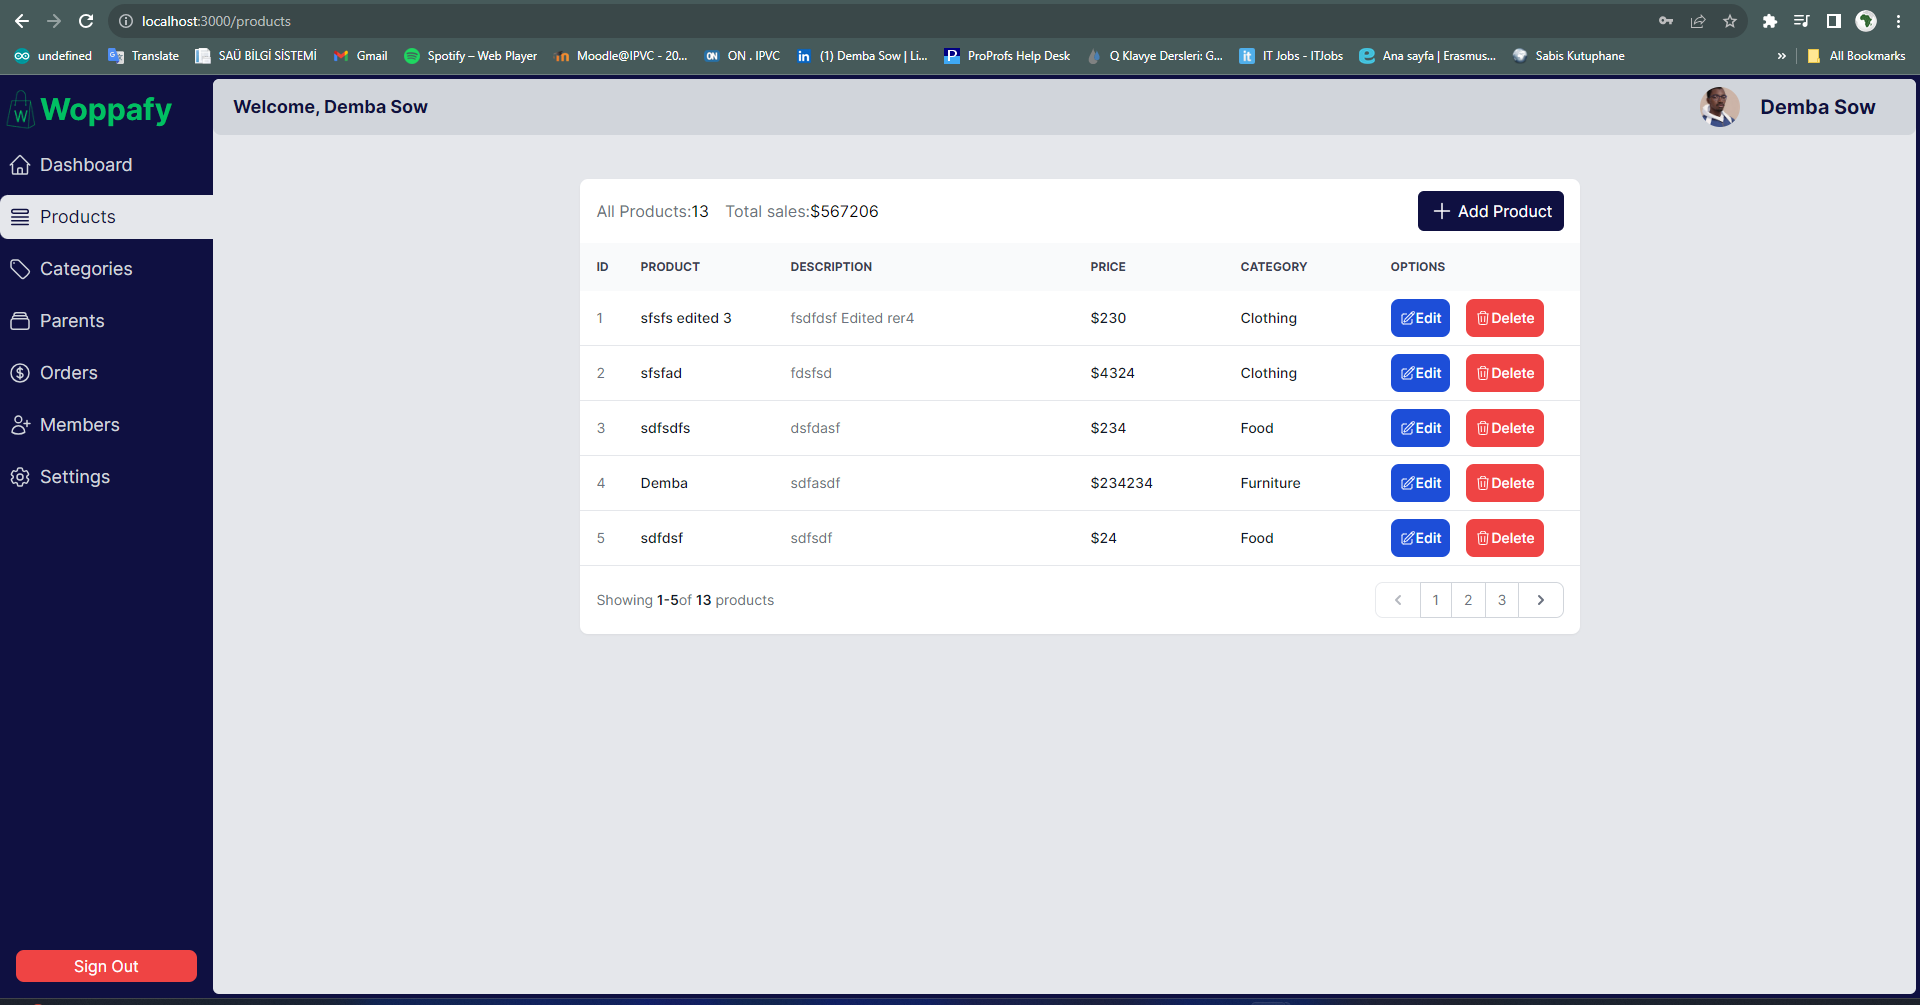 localhost:3000/products
undefined Translate SAÜ BİLGİ SİSTEMİ Gmail Spotify – Web Player Moodle@IPVC - 20... ON ON . IPVC in (1) Demba Sow | Li... P ProProfs Help Desk Q Klavye Dersleri: G... it IT Jobs - ITJobs Ana sayfa | Erasmus... Sabis Kutuphane » All Bookmarks
W Woppafy
Welcome, Demba Sow
Demba Sow
Dashboard
Products
Categories
Parents
Orders
Members
Settings
Sign Out
All Products:13 Total sales:$567206
Add Product
ID PRODUCT DESCRIPTION PRICE CATEGORY OPTIONS
1 sfsfs edited 3 fsdfdsf Edited rer4 $230 Clothing Edit Delete
2 sfsfad fdsfsd $4324 Clothing Edit Delete
3 sdfsdfs dsfdasf $234 Food Edit Delete
4 Demba sdfasdf $234234 Furniture Edit Delete
5 sdfdsf sdfsdf $24 Food Edit Delete
Showing 1-5of 13 products
1 2 3